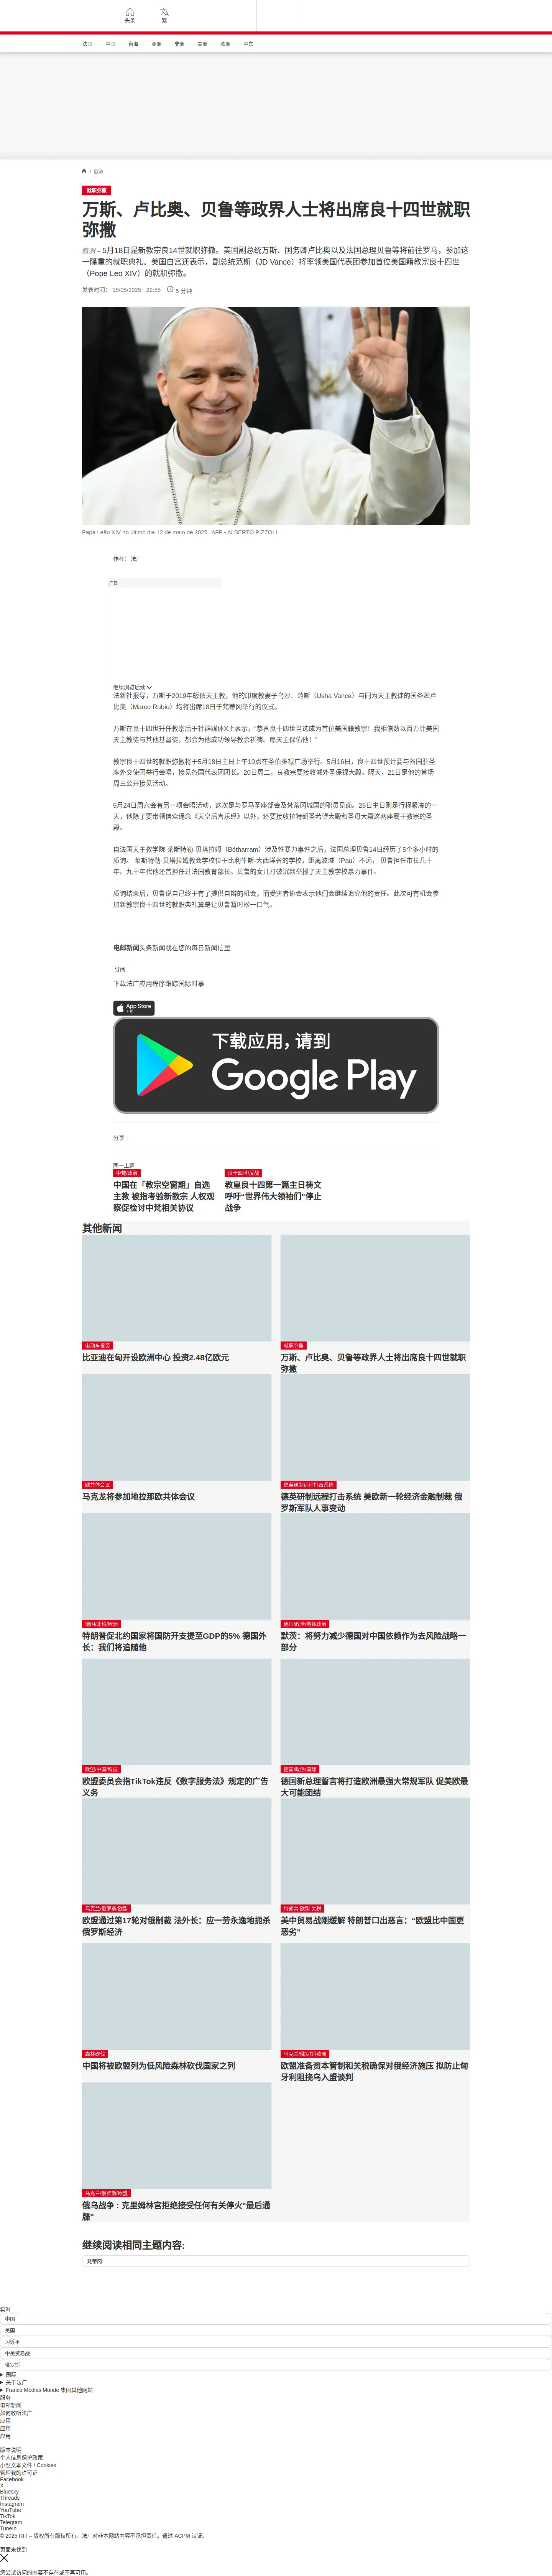 头条
繁
法国 中国 台海 亚洲 非洲 美洲 欧洲 中东
/ 欧洲
就职弥撒
万斯、卢比奥、贝鲁等政界人士将出席良十四世就职
弥撒
欧洲 – 5月18日是新教宗良14世就职弥撒。美国副总统万斯、国务卿卢比奥以及法国总理贝鲁等将前往罗马，参加这
一隆重的就职典礼。美国白宫还表示，副总统范斯（JD Vance）将率领美国代表团参加首位美国籍教宗良十四世
（Pope Leo XIV）的就职弥撒。
发表时间： 15/05/2025 - 22:58 5 分钟
Papa Leão XIV no último dia 12 de maio de 2025. AFP - ALBERTO PIZZOLI
作者： 法广
广告
继续浏览后续
法新社报导，万斯于2019年皈依天主教，他的印度教妻子乌沙．范斯（Usha Vance）与同为天主教徒的国务卿卢
比奥（Marco Rubio）均将出席18日于梵蒂冈举行的仪式。
万斯在良十四世升任教宗后于社群媒体X上表示，“恭喜良十四世当选成为首位美国籍教宗！我相信数以百万计美国
天主教徒与其他基督徒，都会为他成功领导教会祈祷。愿天主保佑他！”
教宗良十四世的就职弥撒将于5月18日主日上午10点在圣伯多禄广场举行。5月16日，良十四世预计要与各国驻圣
座外交使团举行会晤，接见各国代表团团长。20日周二，良教宗要接收城外圣保禄大殿。隔天，21日是他的首场
周三公开接见活动。
5月24日周六会有另一项会晤活动，这次是与罗马圣座部会及梵蒂冈城国的职员见面。25日主日则是行程紧凑的一
天，他除了要带领信众诵念《天皇后喜乐经》以外，还要接收拉特朗圣若望大殿和圣母大殿这两座属于教宗的圣
殿。
自法国天主教学院 莱斯特勒-贝塔拉姆（Bétharram）涉及性暴力事件之后，法国总理贝鲁14日经历了5个多小时的
质询。 莱斯特勒-贝塔拉姆教会学校位于比利牛斯-大西洋省的学校，距离波城（Pau）不远， 贝鲁担任市长几十
年。九十年代他还曾担任过法国教育部长。贝鲁的女儿打破沉默举报了天主教学校暴力事件。
质询结束后，贝鲁说自己终于有了提供自辩的机会，而受害者协会表示他们会继续追究他的责任。此次可有机会参
加新教宗良十四世的就职典礼算是让贝鲁暂时松一口气。
电邮新闻头条新闻就在您的每日新闻信里
订阅
下载法广应用程序跟踪国际时事
App Store
下载
下载应用，请到
Google Play
分享 :
同一主题
中梵/政治
中国在「教宗空窗期」自选
主教 被指考验新教宗 人权观
察促检讨中梵相关协议
良十四世/反战
教皇良十四第一篇主日祷文
呼吁“世界伟大领袖们”停止
战争
其他新闻
电动车投资
比亚迪在匈开设欧洲中心 投资2.48亿欧元
就职弥撒
万斯、卢比奥、贝鲁等政界人士将出席良十四世就职
弥撒
欧共体会议
马克龙将参加地拉那欧共体会议
德英研制远程打击系统
德英研制远程打击系统 美欧新一轮经济金融制裁 俄
罗斯军队人事变动
德国/北约/欧洲
特朗普促北约国家将国防开支提至GDP的5% 德国外
长：我们将追随他
德国/政治/地缘政治
默茨：将努力减少德国对中国依赖作为去风险战略一
部分
欧盟/中国/科技
欧盟委员会指TikTok违反《数字服务法》规定的广告
义务
德国/政治/国际
德国新总理誓言将打造欧洲最强大常规军队 促美欧最
大可能团结
乌克兰/俄罗斯/欧盟
欧盟通过第17轮对俄制裁 法外长：应一劳永逸地扼杀
俄罗斯经济
特朗普 欧盟 关税
美中贸易战刚缓解 特朗普口出恶言：“欧盟比中国更
恶劣”
森林砍伐
中国将被欧盟列为低风险森林砍伐国家之列
乌克兰/俄罗斯/欧洲
欧盟准备资本管制和关税确保对俄经济施压 拟防止匈
牙利阻挠乌入盟谈判
乌克兰/俄罗斯/欧盟
俄乌战争 : 克里姆林宫拒绝接受任何有关停火“最后通
牒”
继续阅读相同主题内容:
梵蒂冈
实时
中国
美国
习近平
中美贸易战
俄罗斯
国际
关于法广
France Médias Monde 集团其他网站
服务
电邮新闻
如何收听法广
应用
应用
应用
版本说明
个人信息保护政策
小型文本文件 / Cookies
管理我的许可证
Facebook
X
Bluesky
Threads
Instagram
YouTube
TikTok
Telegram
TuneIn
© 2025 RFI – 版权所有版权所有。法广对非本网站内容不承担责任。通过 ACPM 认证。
页面未找到
您尝试访问的内容不存在或不再可用。